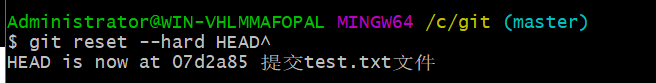 Administrator@WIN-VHLMMAFOPAL MINGW64 /c/git (master)
$ git reset --hard HEAD^
HEAD is now at 07d2a85 提交test.txt文件